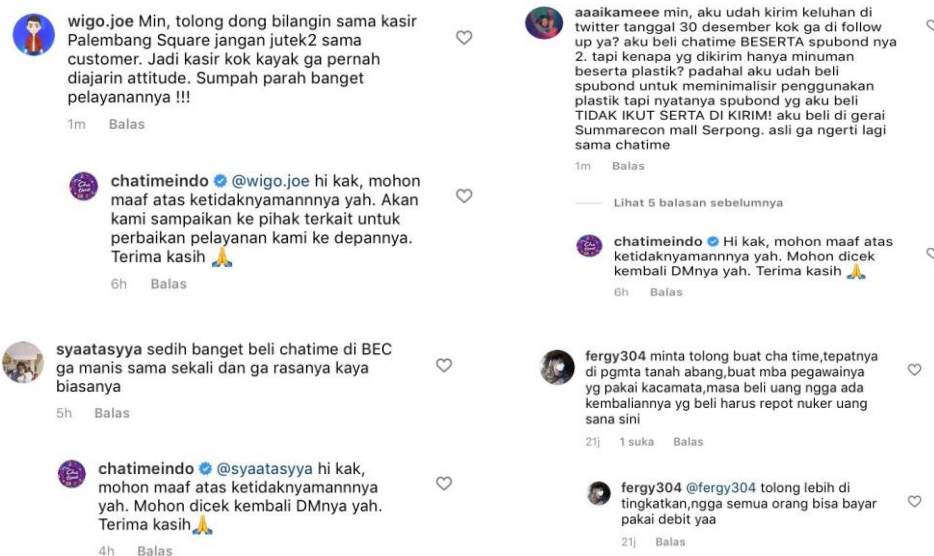 wigo.joe Min, tolong dong bilangin sama kasir
Palembang Square jangan jutek2 sama
customer. Jadi kasir kok kayak ga pernah
diajarin attitude. Sumpah parah banget
pelayanannya !!!
1m Balas
chatimeindo @wigo.joe hi kak, mohon
maaf atas ketidaknyamannnya yah. Akan
kami sampaikan ke pihak terkait untuk
perbaikan pelayanan kami ke depannya.
Terima kasih 🙏
6h Balas
syaatasyya sedih banget beli chatime di BEC
ga manis sama sekali dan ga rasanya kaya
biasanya
5h Balas
chatimeindo @syaatasyya hi kak,
mohon maaf atas ketidaknyamannnya
yah. Mohon dicek kembali DMnya yah.
Terima kasih🙏
4h Balas
aaaikameee min, aku udah kirim keluhan di
twitter tanggal 30 desember kok ga di follow
up ya? aku beli chatime BESERTA spubond nya
2. tapi kenapa yg dikirim hanya minuman
beserta plastik? padahal aku udah beli
spubond untuk meminimalisir penggunakan
plastik tapi nyatanya spubond yg aku beli
TIDAK IKUT SERTA DI KIRIM! aku beli di gerai
Summarecon mall Serpong. asli ga ngerti lagi
sama chatime
1m Balas
Lihat 5 balasan sebelumnya
chatimeindo Hi kak, mohon maaf atas
ketidaknyamannnya yah. Mohon dicek
kembali DMnya yah. Terima kasih 🙏
6h Balas
fergy304 minta tolong buat cha time,tepatnya
di pgmta tanah abang,buat mba pegawainya
yg pakai kacamata,masa beli uang ngga ada
kembaliannya yg beli harus repot nuker uang
sana sini
21j 1 suka Balas
fergy304 @fergy304 tolong lebih di
tingkatkan,ngga semua orang bisa bayar
pakai debit yaa
21j Balas